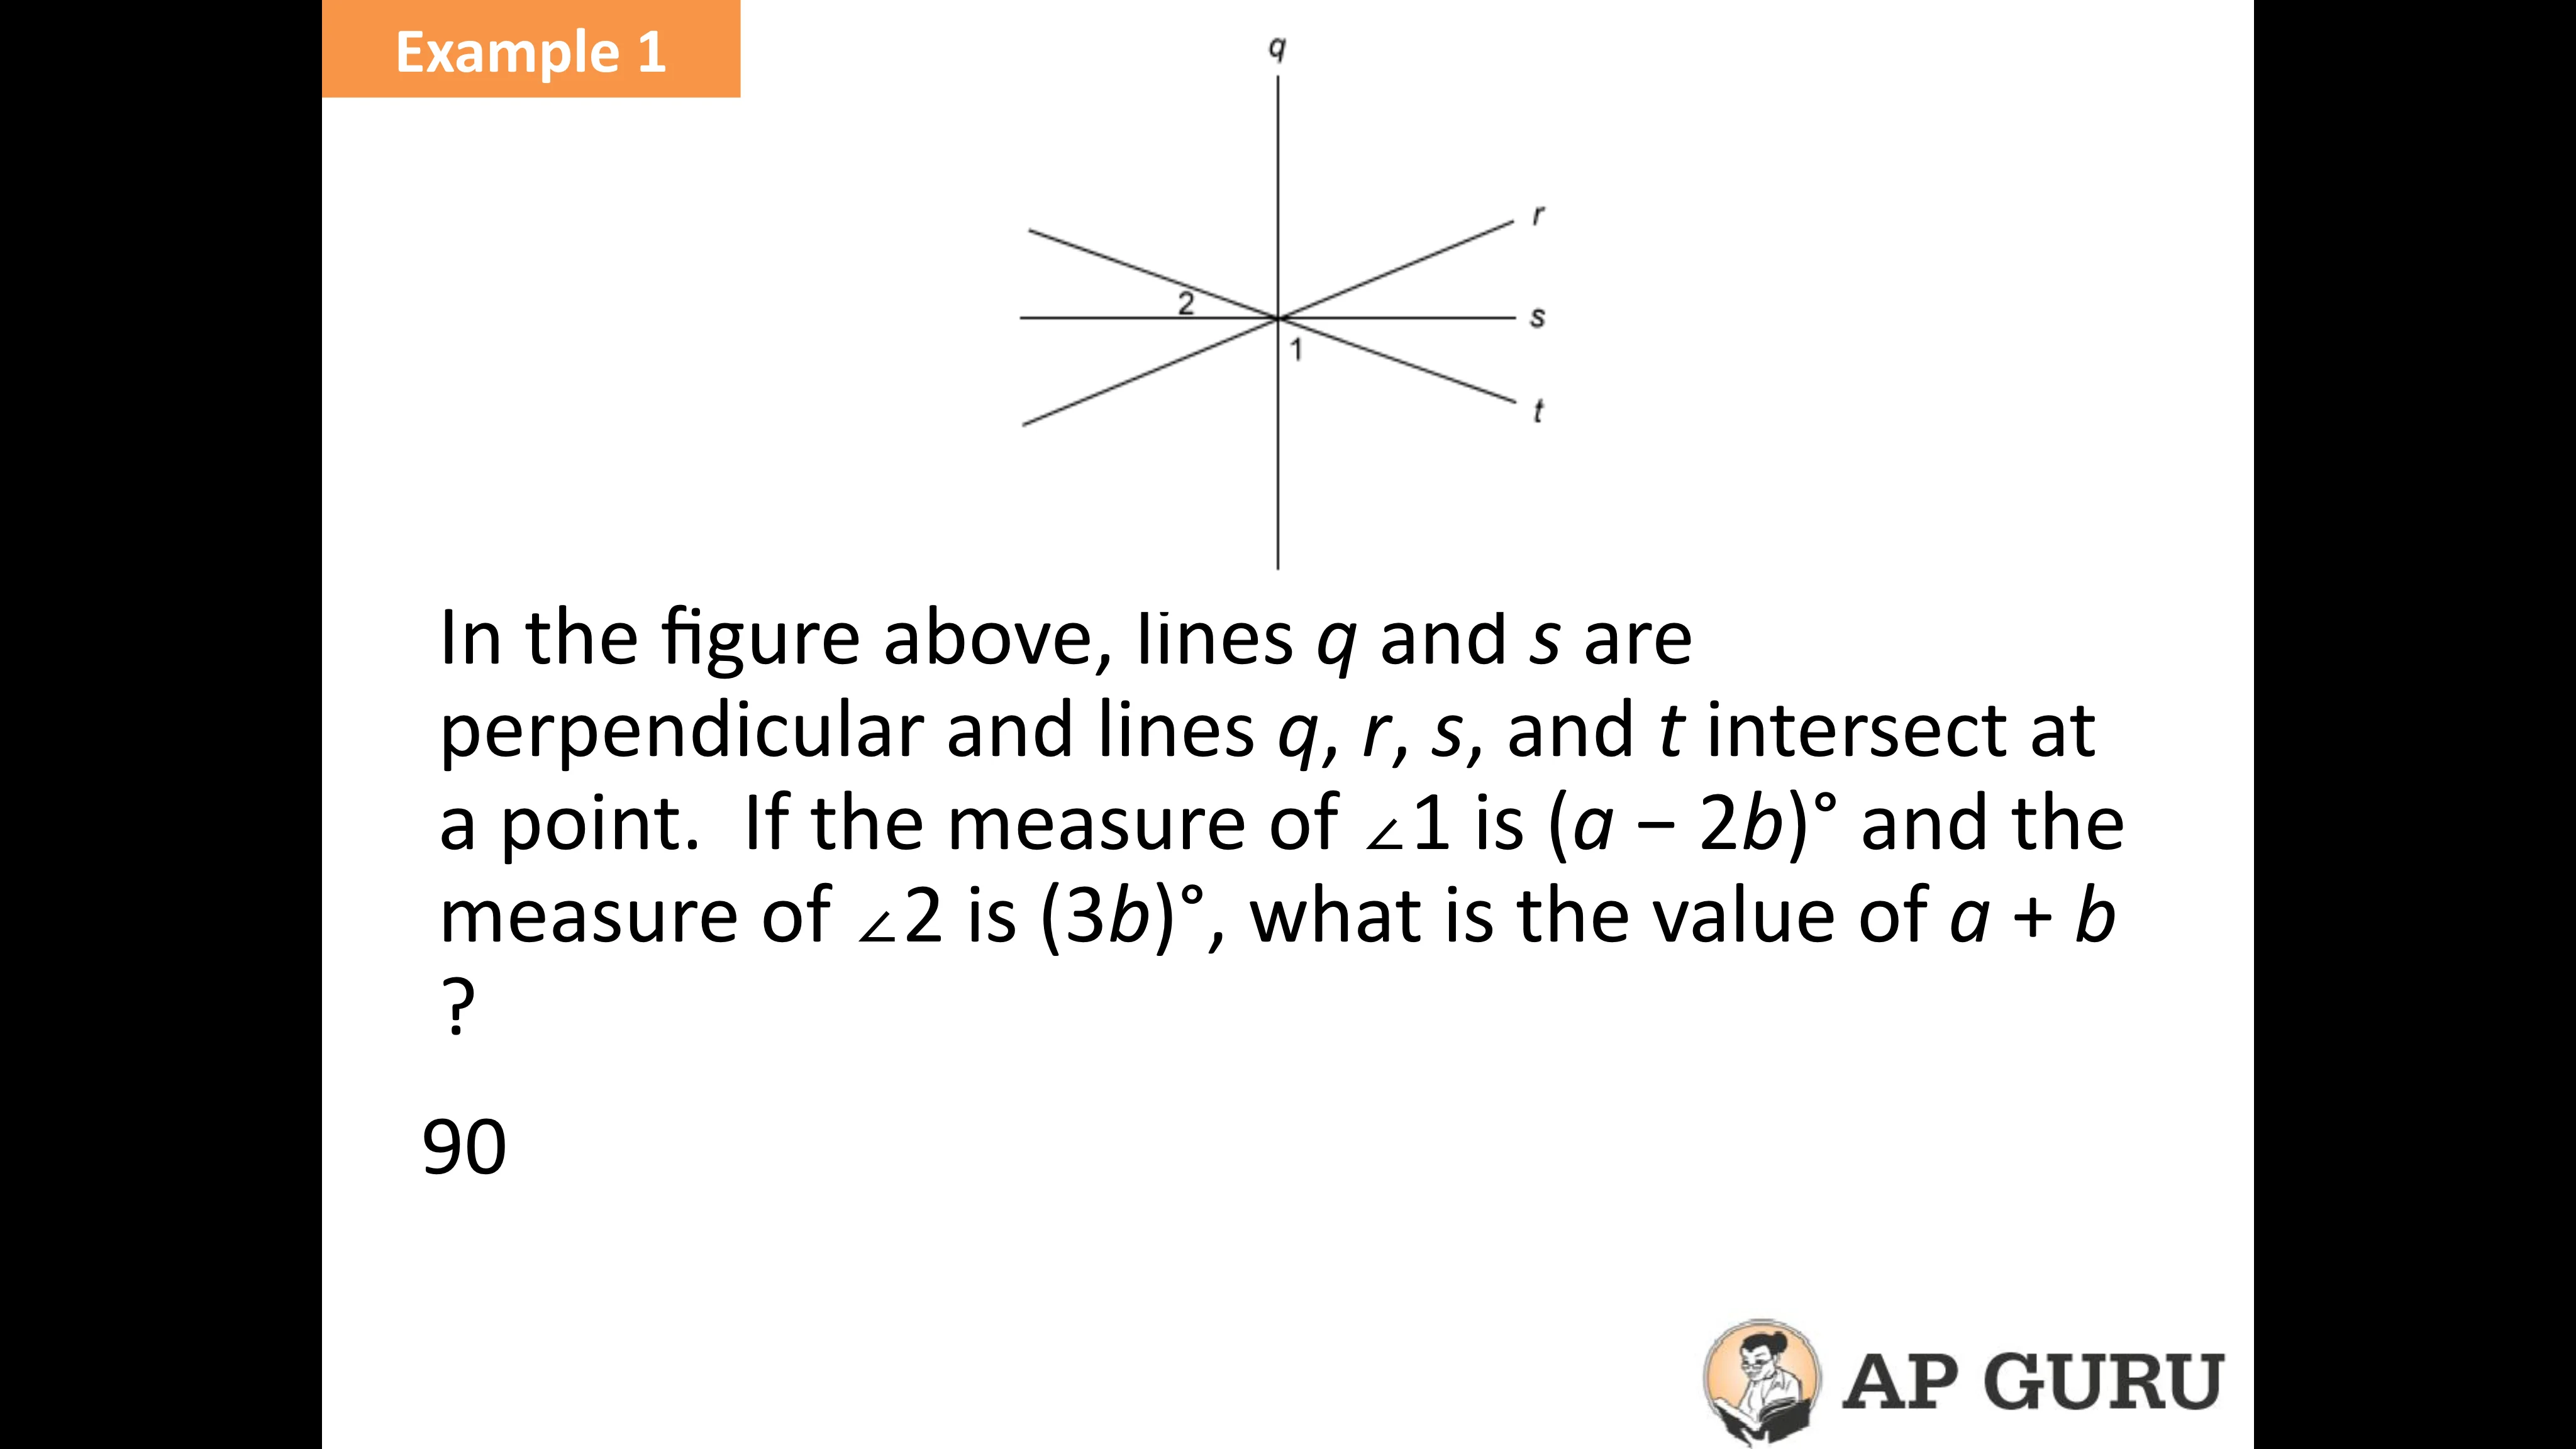 Example 1
q
r
2
s
1
t
In the figure above, lines q and s are
perpendicular and lines q, r, s, and t intersect at
a point.  If the measure of ∠1 is (a − 2b)° and the
measure of ∠2 is (3b)°, what is the value of a + b
?
90
AP GURU